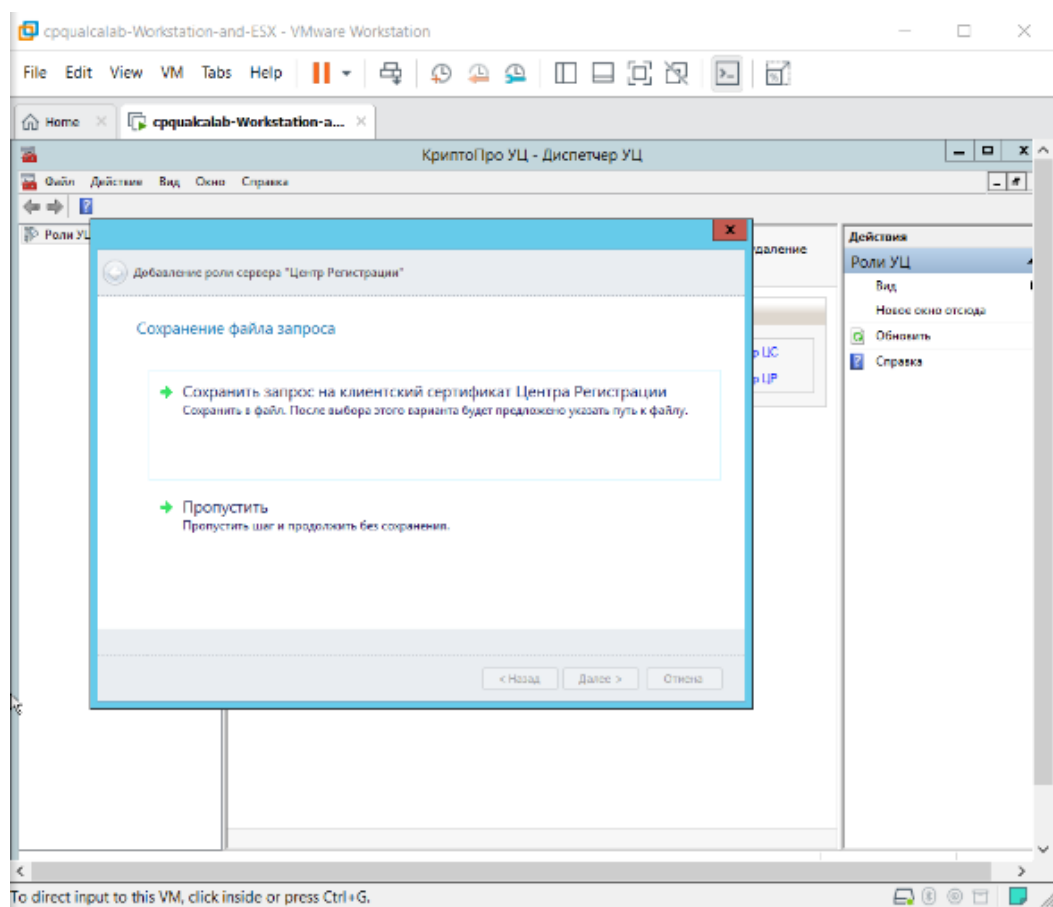 cpqualcalab-Workstation-and-ESX - VMware Workstation
File Edit View VM Tabs Help
Home
cpqualcalab-Workstation-a...
КриптоПро УЦ - Диспетчер УЦ
Файл Действия Вид Окно Справка
Роли УЦ
даление
Действия
Роли УЦ
Вид
Новое окно отсюда
Обновить
Справка
р ЦС
р ЦР
Добавление роли сервера "Центр Регистрации"
Сохранение файла запроса
Сохранить запрос на клиентский сертификат Центра Регистрации
Сохранить в файл. После выбора этого варианта будет предложено указать путь к файлу.
Пропустить
Пропустить шаг и продолжить без сохранения.
< Назад Далее > Отмена
To direct input to this VM, click inside or press Ctrl+G.